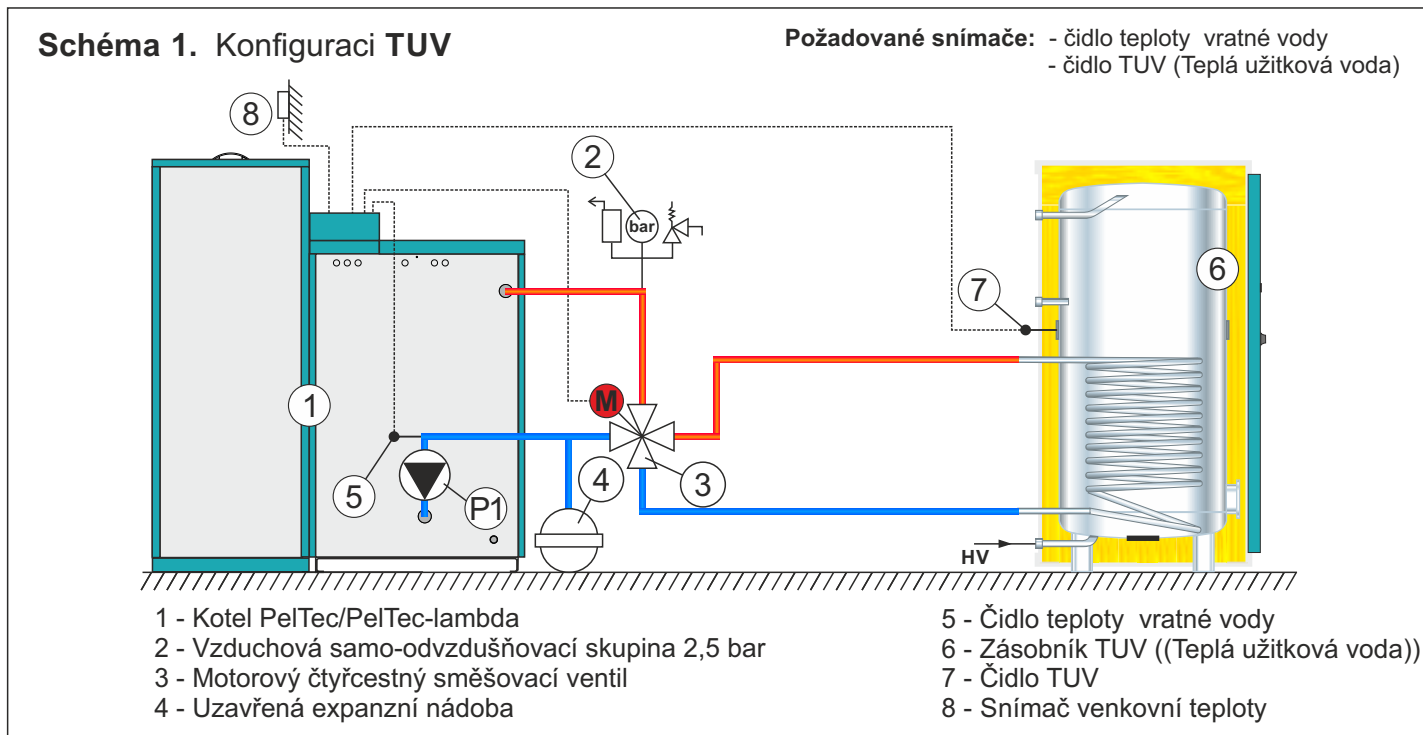 Schéma 1. Konfiguraci TUV
Požadované snímače: - čidlo teploty vratné vody
- čidlo TUV (Teplá užitková voda)
8
2
bar
6
7
1
M
5
P1
4
3
HV
1 - Kotel PelTec/PelTec-lambda
2 - Vzduchová samo-odvzdušňovací skupina 2,5 bar
3 - Motorový čtyřcestný směšovací ventil
4 - Uzavřená expanzní nádoba
5 - Čidlo teploty vratné vody
6 - Zásobník TUV ((Teplá užitková voda))
7 - Čidlo TUV
8 - Snímač venkovní teploty